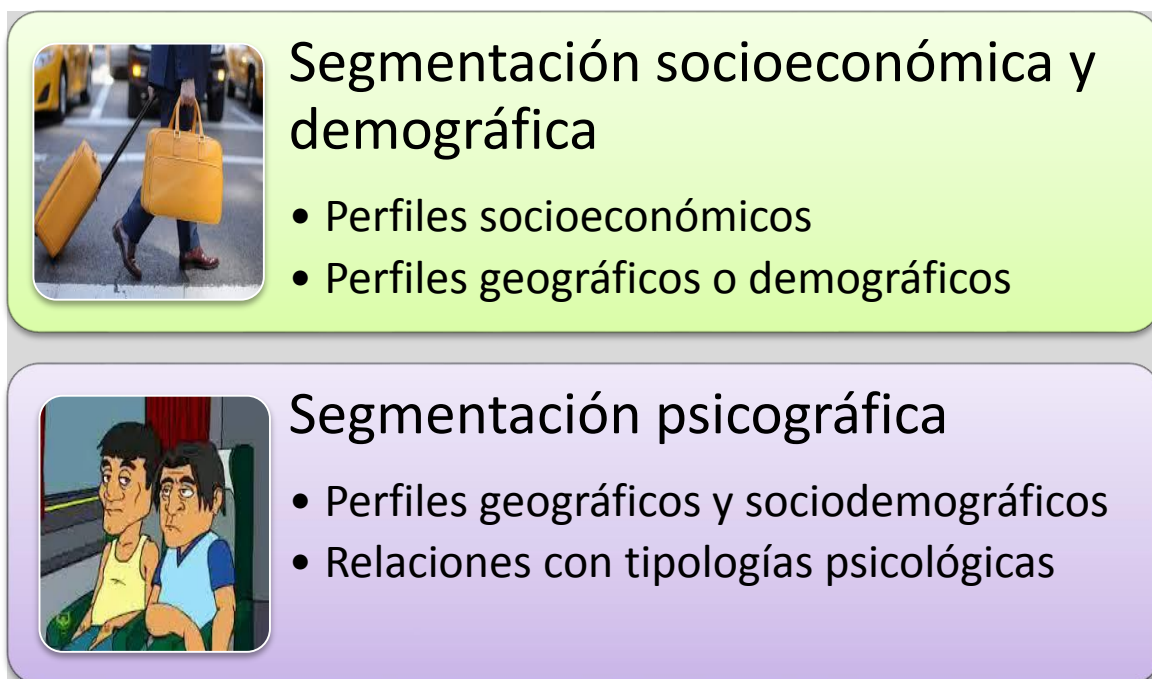 Segmentación socioeconómica y
demográfica
• Perfiles socioeconómicos
• Perfiles geográficos o demográficos
Segmentación psicográfica
• Perfiles geográficos y sociodemográficos
• Relaciones con tipologías psicológicas